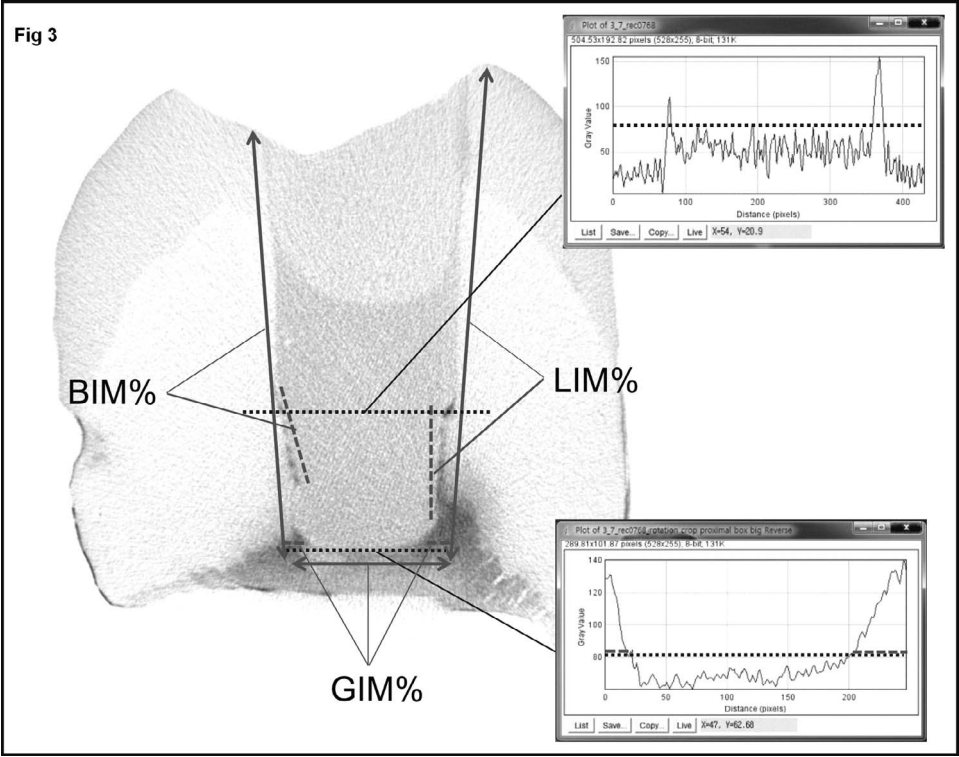 Fig 3
Plot of 3_7_rec0768
504.53x192.82 pixels (528x255), 8-bit, 131K
150
100
50
Gray Value
0 100 200 300 400
Distance (pixels)
List Save... Copy... Live X=54, Y=20.9
BIM%
LIM%
GIM%
Plot of 3_7_rec0768_rotation crop proximal box big Reverse
289.81x101.87 pixels (528x255), 8-bit, 131K
140
120
100
80
Gray Value
0 50 100 150 200
Distance (pixels)
List Save... Copy... Live X=47, Y=62.60